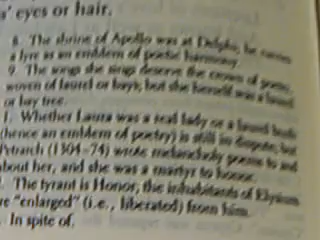 s' eyes or hair.
8. The shrine of Apollo was at Delphi; he carries
a lyre as an emblem of poetic harmony.
9. The songs she sings deserve the crown of poetry,
woven of laurel or bays; but she herself was a laurel
or bay tree.
1. Whether Laura was a real lady or a laurel bush
(hence an emblem of poetry) is still in dispute; but
Petrarch (1304–74) wrote melancholy poems to and
about her, and she was a martyr to honor.
The tyrant is Honor; the inhabitants of Elysium
re "enlarged" (i.e., liberated) from him.
In spite of.